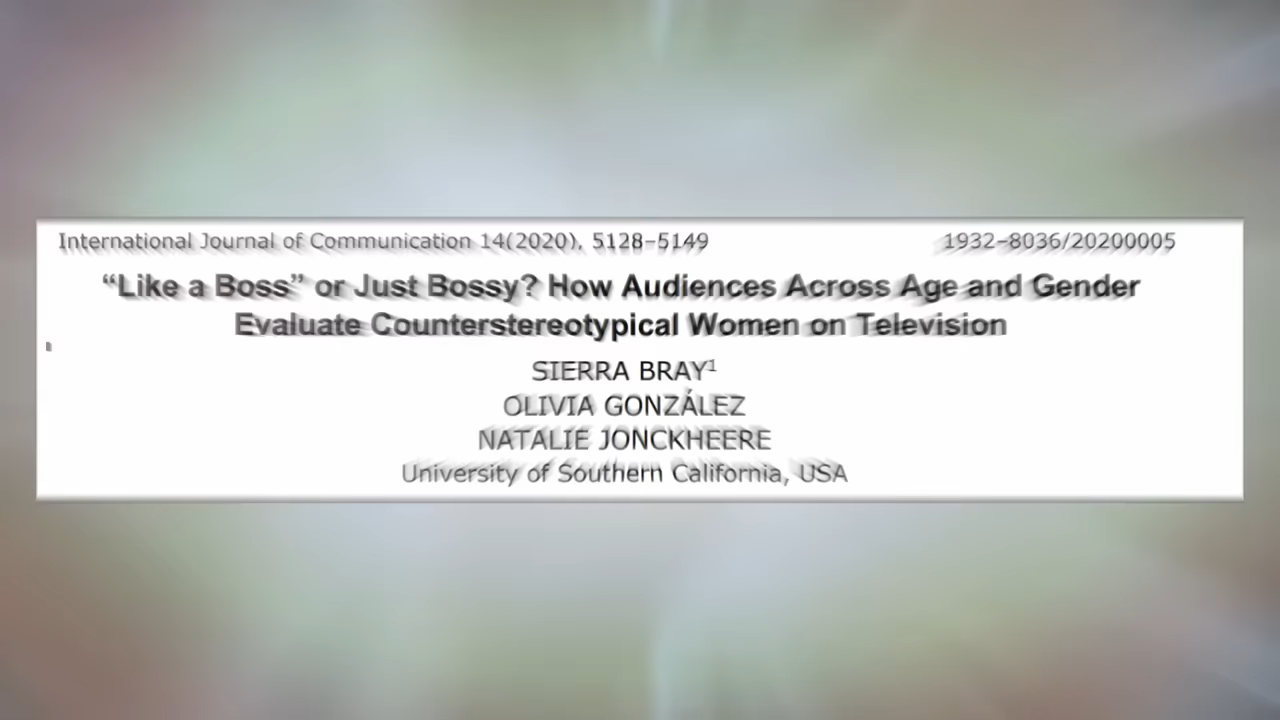 International Journal of Communication 14(2020), 5128–5149 1932–8036/20200005
“Like a Boss” or Just Bossy? How Audiences Across Age and Gender
Evaluate Counterstereotypical Women on Television
SIERRA BRAY¹
OLIVIA GONZÁLEZ
NATALIE JONCKHEERE
University of Southern California, USA